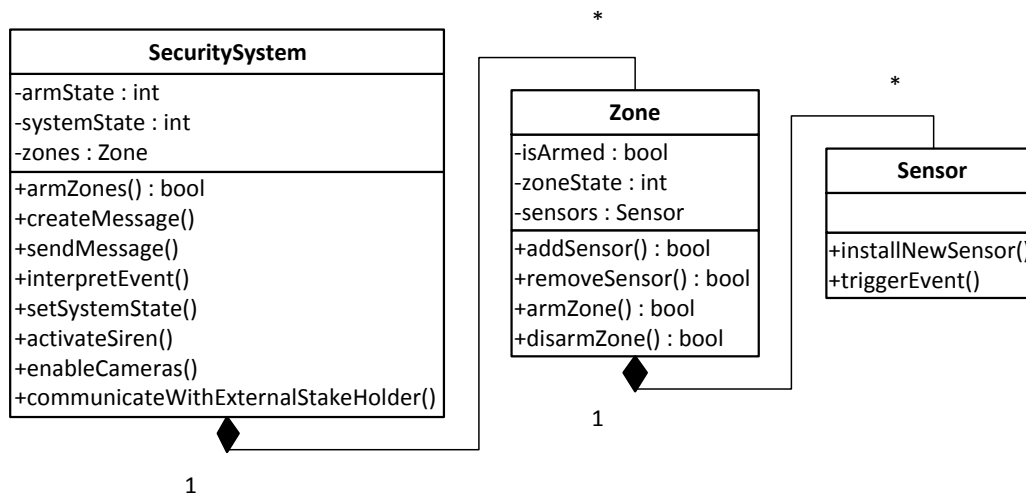 SecuritySystem
-armState : int
-systemState : int
-zones : Zone
+armZones() : bool
+createMessage()
+sendMessage()
+interpretEvent()
+setSystemState()
+activateSiren()
+enableCameras()
+communicateWithExternalStakeHolder()
1
*
Zone
-isArmed : bool
-zoneState : int
-sensors : Sensor
+addSensor() : bool
+removeSensor() : bool
+armZone() : bool
+disarmZone() : bool
1
*
Sensor
+installNewSensor()
+triggerEvent()